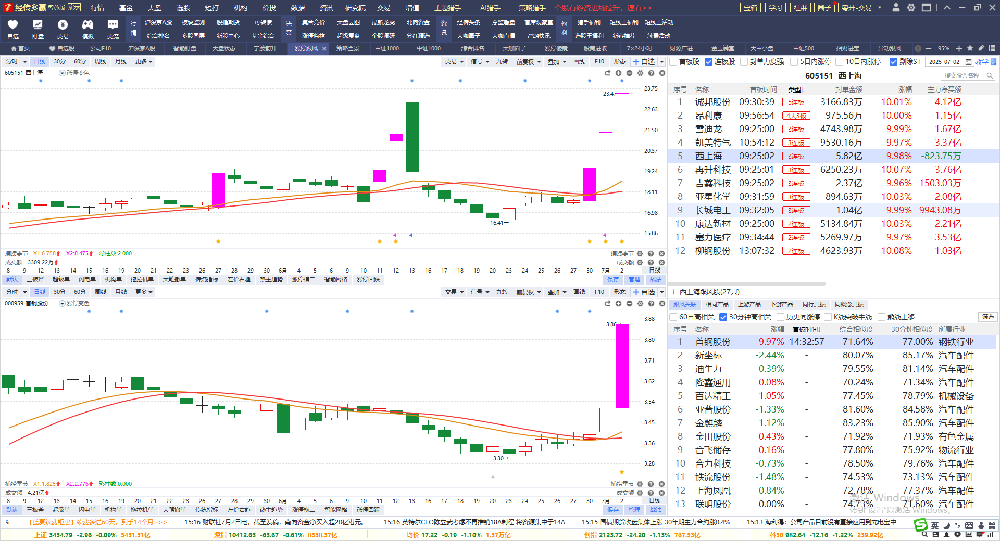 经传多赢 智尊版 演示 行情 基金 大盘 选股 短打 机构 价投 数据 资讯 研究院 交易 增值 主题猎手 AI猎手 策略猎手 个股有游资进场拉升，速看>> 宝箱 学习 社群 圈子 粤开-交易
自选 盯盘 交易 模拟 交流
行情 沪深京A股 板块监测 股指期货 可转债 决策 集合竞价 大盘云图 最新龙虎 北向资金 资讯 经传头条 总监看盘 首席观察室 福利 猎手福利 短线王福利 短线王活动
综合排名 多股同屏 新股中心 基金综合 涨停监控 超级复盘 个股调研 分红精选 大咖圈子 大咖直播 7*24快讯 选股王福利 新客推荐 续费活动
首页 自选股 公司F10 沪深京A股 智能盯盘 大盘状态 宁波韵升 涨停跟风 策略全景 中证1000... 中证1000... 综合排名 大咖圈子 涨停棱镜 股商进取... 7×24小时 财源广进 金玉满堂 大中小盘... 中证500... 招财进宝 异动跟风 95%
分时 日线 30分 60分 周线 月线 更多 交易 信号 九转 前复权 叠加 画线 F10 形态 自选
605151 西上海 涨停变色
23.75
23.47
22.63
21.50
20.37
19.24
18.11
16.98
16.41
15.86
捕捞季节 X1:6.758 X2:8.475 彩柱数:2.000 捕捞季节
成交额 3309.22万 成交额
8 9 12 13 14 15 16 19 20 21 22 23 26 27 28 29 30 6月 4 5 6 9 10 11 12 13 16 17 18 19 20 23 24 25 26 27 30 7月 2 日线
默认 三板斧 超级单 闪电单 机构单 拖拉机单 大笔撤单 传统指标 左价右趋 热主趋势 涨停横二 智能网格 涨停回踩 保存 管理 战法
分时 日线 30分 60分 周线 月线 更多 交易 信号 九转 前复权 叠加 画线 F10 形态 自选
000959 首钢股份 涨停变色
3.88
3.86
3.80
3.71
3.62
3.54
3.45
3.36
3.30
3.28
捕捞季节 X1:1.825 X2:2.776 彩柱数:0.000 捕捞季节
成交额 4.21亿 成交额
8 9 12 13 14 15 16 19 20 21 22 23 26 27 28 29 30 6月 4 5 6 9 10 11 12 13 16 17 18 19 20 23 24 25 26 27 30 7月 2 日线
默认 三板斧 超级单 闪电单 机构单 拖拉机单 大笔撤单 传统指标 左价右趋 热主趋势 涨停横二 智能网格 涨停回踩 保存 管理 战法
首板股 连板股 封单力度强 5日内涨停 10日内涨停 剔除ST 2025-07-02 教学
605151 西上海 搜索股票名称
序号 名称 首板时间 类型↓ 封单金额 涨幅 主力净买额
1 诚邦股份 09:30:39 5连板 3166.83万 10.01% 4.12亿
2 昂利康 09:56:54 4天3板 975.56万 10.00% 1.15亿
3 雪迪龙 09:25:00 3连板 4743.98万 9.99% 1.67亿
4 凯美特气 10:54:12 3连板 9530.16万 9.97% 3.37亿
5 西上海 09:25:02 3连板 5.82亿 9.98% -823.75万
6 再升科技 09:25:01 3连板 6250.23万 10.07% 3.76亿
7 吉鑫科技 09:25:02 3连板 2.37亿 9.96% 1503.03万
8 亚星化学 09:31:59 3连板 894.63万 10.03% 2.08亿
9 长城电工 09:32:05 3连板 1.04亿 9.99% 9943.08万
10 康达新材 09:25:00 2连板 5134.84万 10.03% 2.21亿
11 塞力医疗 09:34:44 2连板 5269.97万 9.97% 3.53亿
12 柳钢股份 13:07:32 2连板 4623.93万 10.08% 1.03亿
西上海跟风股(27只)
跟风关联 相同产品 上游产品 下游产品 同行共振 同概念共振
60日高相关 30分钟高相关 历史同涨停 K线突破牛线 熊线上移 筛选
序号 名称 涨幅 首板时间↓ 综合相似度 30分钟相似度 所属行业
1 首钢股份 9.97% 14:32:57 71.64% 77.00% 钢铁行业
2 新坐标 -2.44% - 80.07% 85.17% 汽车配件
3 迪生力 -0.39% - 79.55% 81.14% 汽车配件
4 隆鑫通用 0.08% - 70.24% 71.34% 汽车配件
5 百达精工 1.05% - 77.45% 78.79% 机械设备
6 亚普股份 -1.33% - 81.60% 84.58% 汽车配件
7 金麒麟 -1.12% - 83.23% 85.90% 汽车配件
8 金田股份 0.43% - 71.92% 71.93% 有色金属
9 音飞储存 0.16% - 77.80% 75.92% 物流行业
10 合力科技 -0.73% - 78.50% 79.76% 汽车配件
11 铁流股份 -1.48% - 74.53% 73.13% 汽车配件
12 上海凤凰 -0.84% - 72.78% 77.37% 汽车配件
13 联明股份 0.00% - 74.73% 71.60% 汽车配件
激活 Windows
转到"设置"以激活 Windows。
% 【盛夏续费钜惠】续费多送60天，到手14个月>>> 15:16 财联社7月2日电，截至发稿，南向资金净买入超20亿港元。 15:16 英特尔CEO陈立武考虑不再推销18A制程 将资源集中于14A 15:15 国债期货收盘集体上涨 30年期主力合约涨0.4% 15:13 海利得：公司产品目前没有直接应用到充电宝中
上证 3454.79 -2.96 -0.09% 5431.31亿 深指 10412.63 -63.67 -0.61% 8338.37亿 均价 17.22 -0.19 -1.10% 1.37万亿 创指 2123.72 -24.20 -1.13% 767.53亿 科50 982.64 -12.16 -1.22% 239.92亿
英